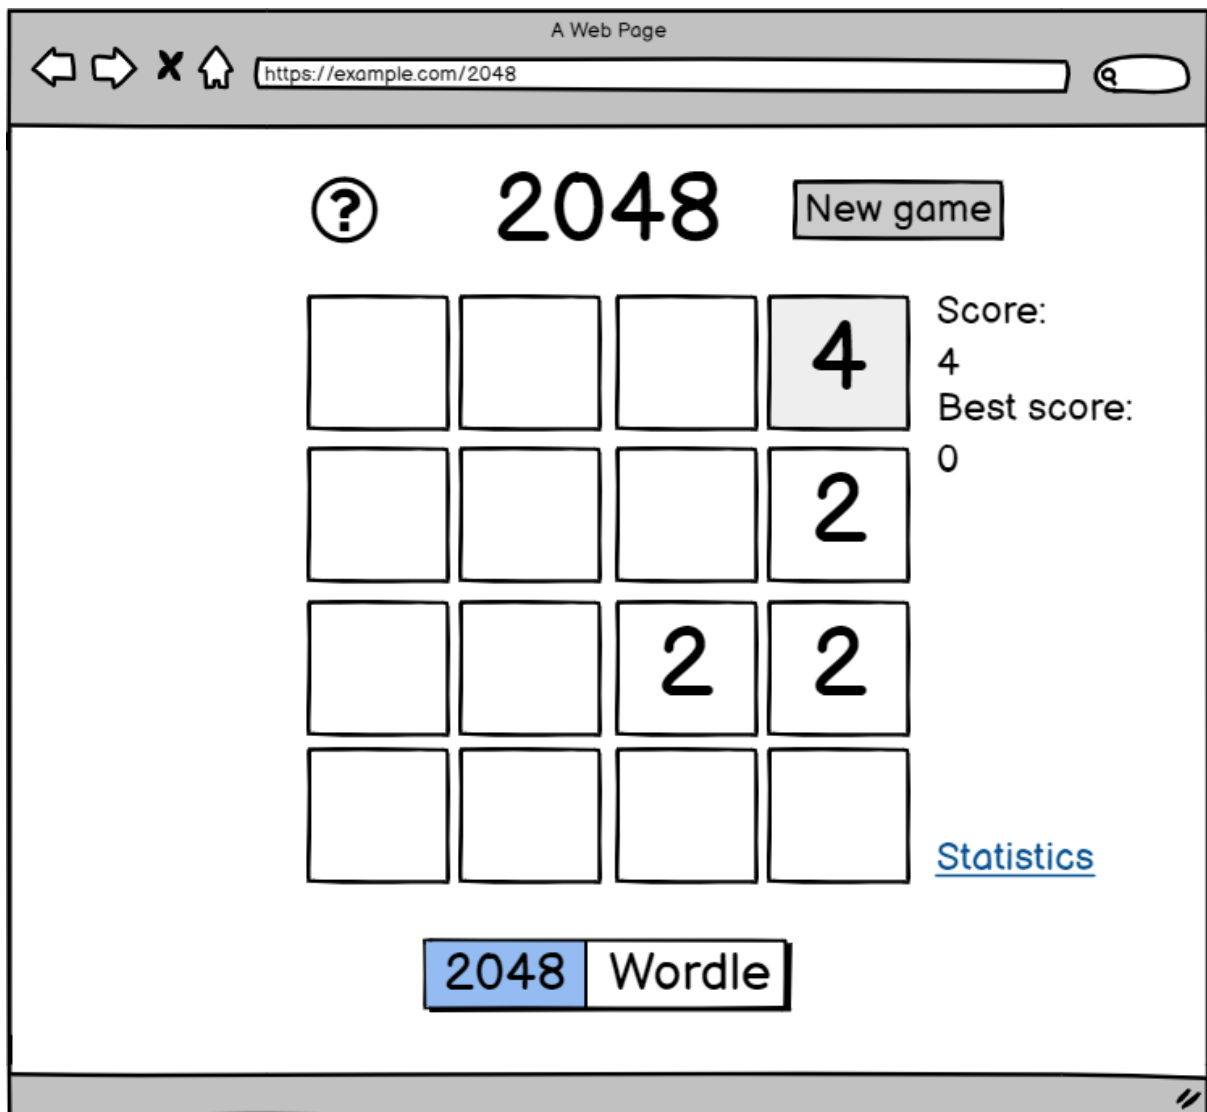 A Web Page
https://example.com/2048
?
2048
New game
4
Score:
4
Best score:
0
2
2
2
Statistics
2048
Wordle